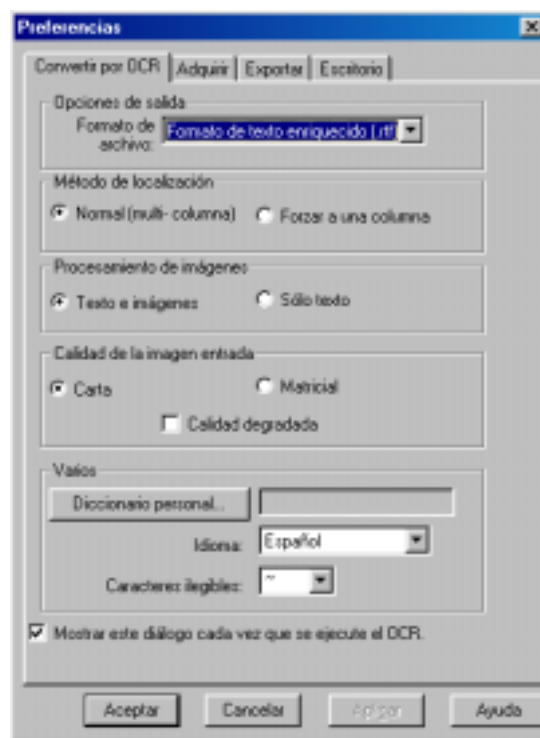 Preferencias
Convertir por OCR Adquirir Exportar Escritorio
Opciones de salida
Formato de archivo: Formato de texto enriquecido (.rtf)
Método de localización
Normal (multi- columna) Forzar a una columna
Procesamiento de imágenes
Texto e imágenes Sólo texto
Calidad de la imagen entrada
Carta Matricial
Calidad degradada
Varios
Diccionario personal...
Idioma: Español
Caracteres ilegibles: ~
Mostrar este diálogo cada vez que se ejecute el OCR.
Aceptar Cancelar Aplicar Ayuda